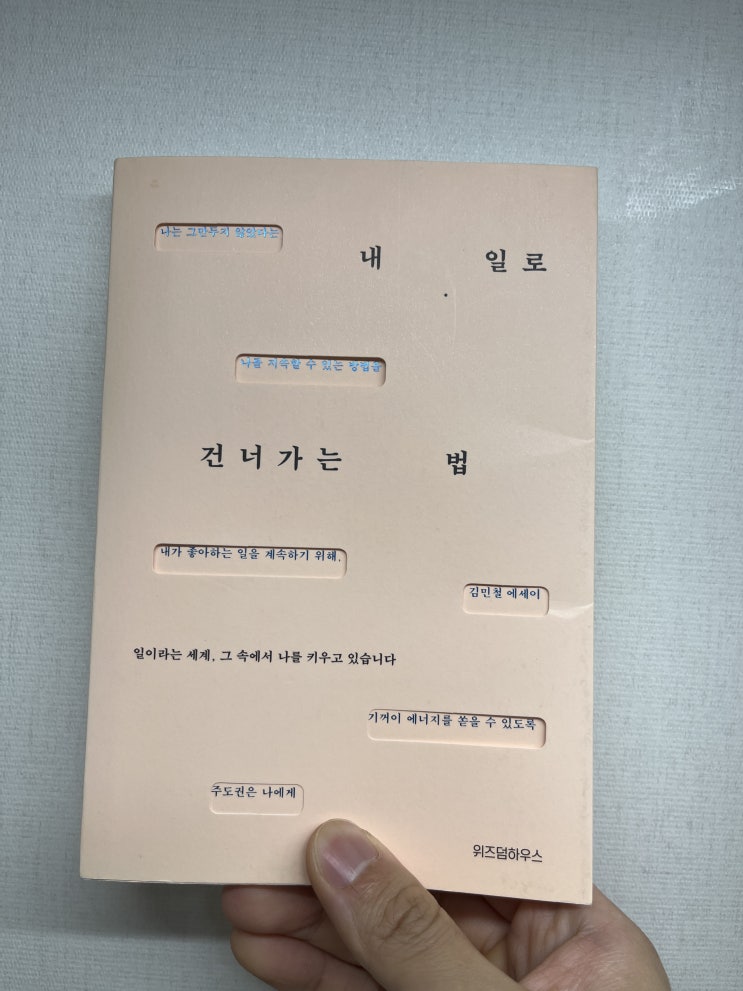 나는 그만두지 않았다는
내 일로
나를 지속할 수 있는 방법을
건너가는 법
내가 좋아하는 일을 계속하기 위해,
김민철 에세이
일이라는 세계, 그 속에서 나를 키우고 있습니다
기꺼이 에너지를 쏟을 수 있도록
주도권은 나에게
위즈덤하우스